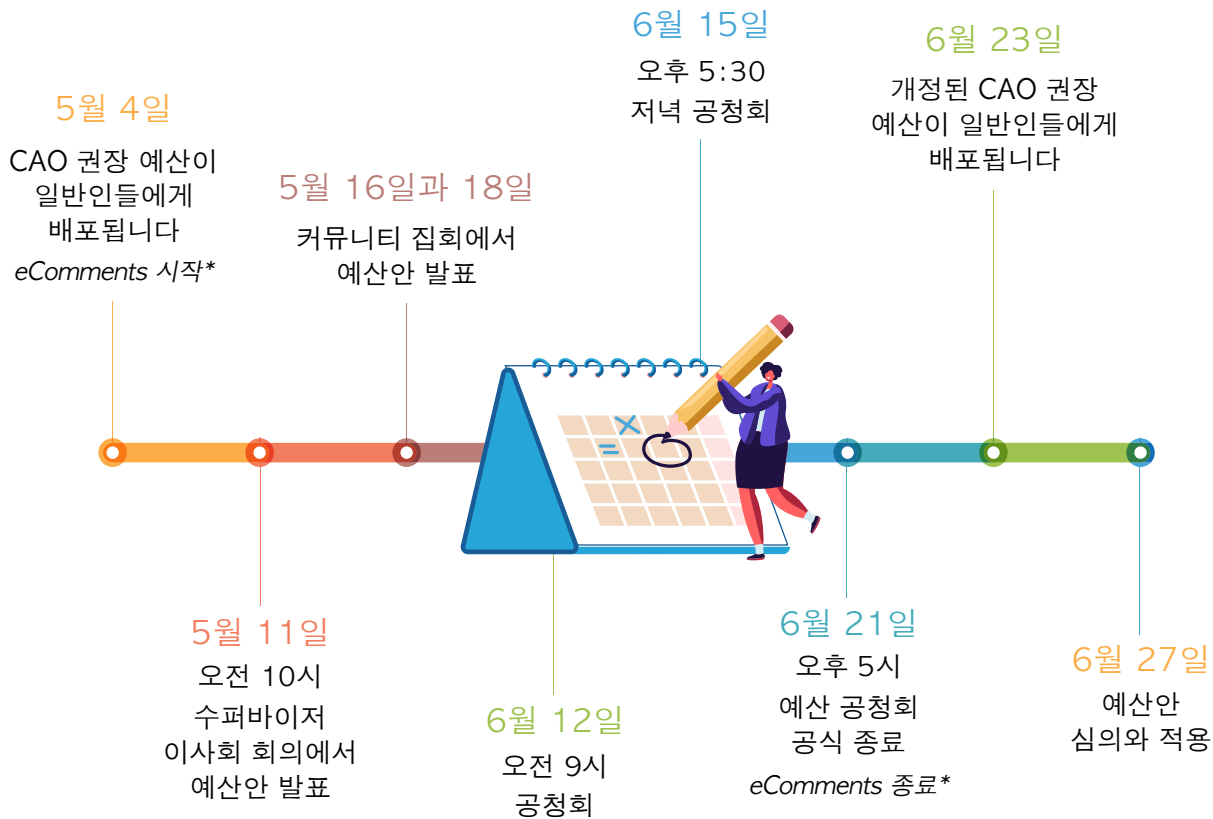 5월 4일
CAO 권장 예산이
일반인들에게
배포됩니다
eComments 시작*
5월 11일
오전 10시
수퍼바이저
이사회 회의에서
예산안 발표
5월 16일과 18일
커뮤니티 집회에서
예산안 발표
6월 12일
오전 9시
공청회
6월 15일
오후 5:30
저녁 공청회
6월 21일
오후 5시
예산 공청회
공식 종료
eComments 종료*
6월 23일
개정된 CAO 권장
예산이 일반인들에게
배포됩니다
6월 27일
예산안
심의와 적용